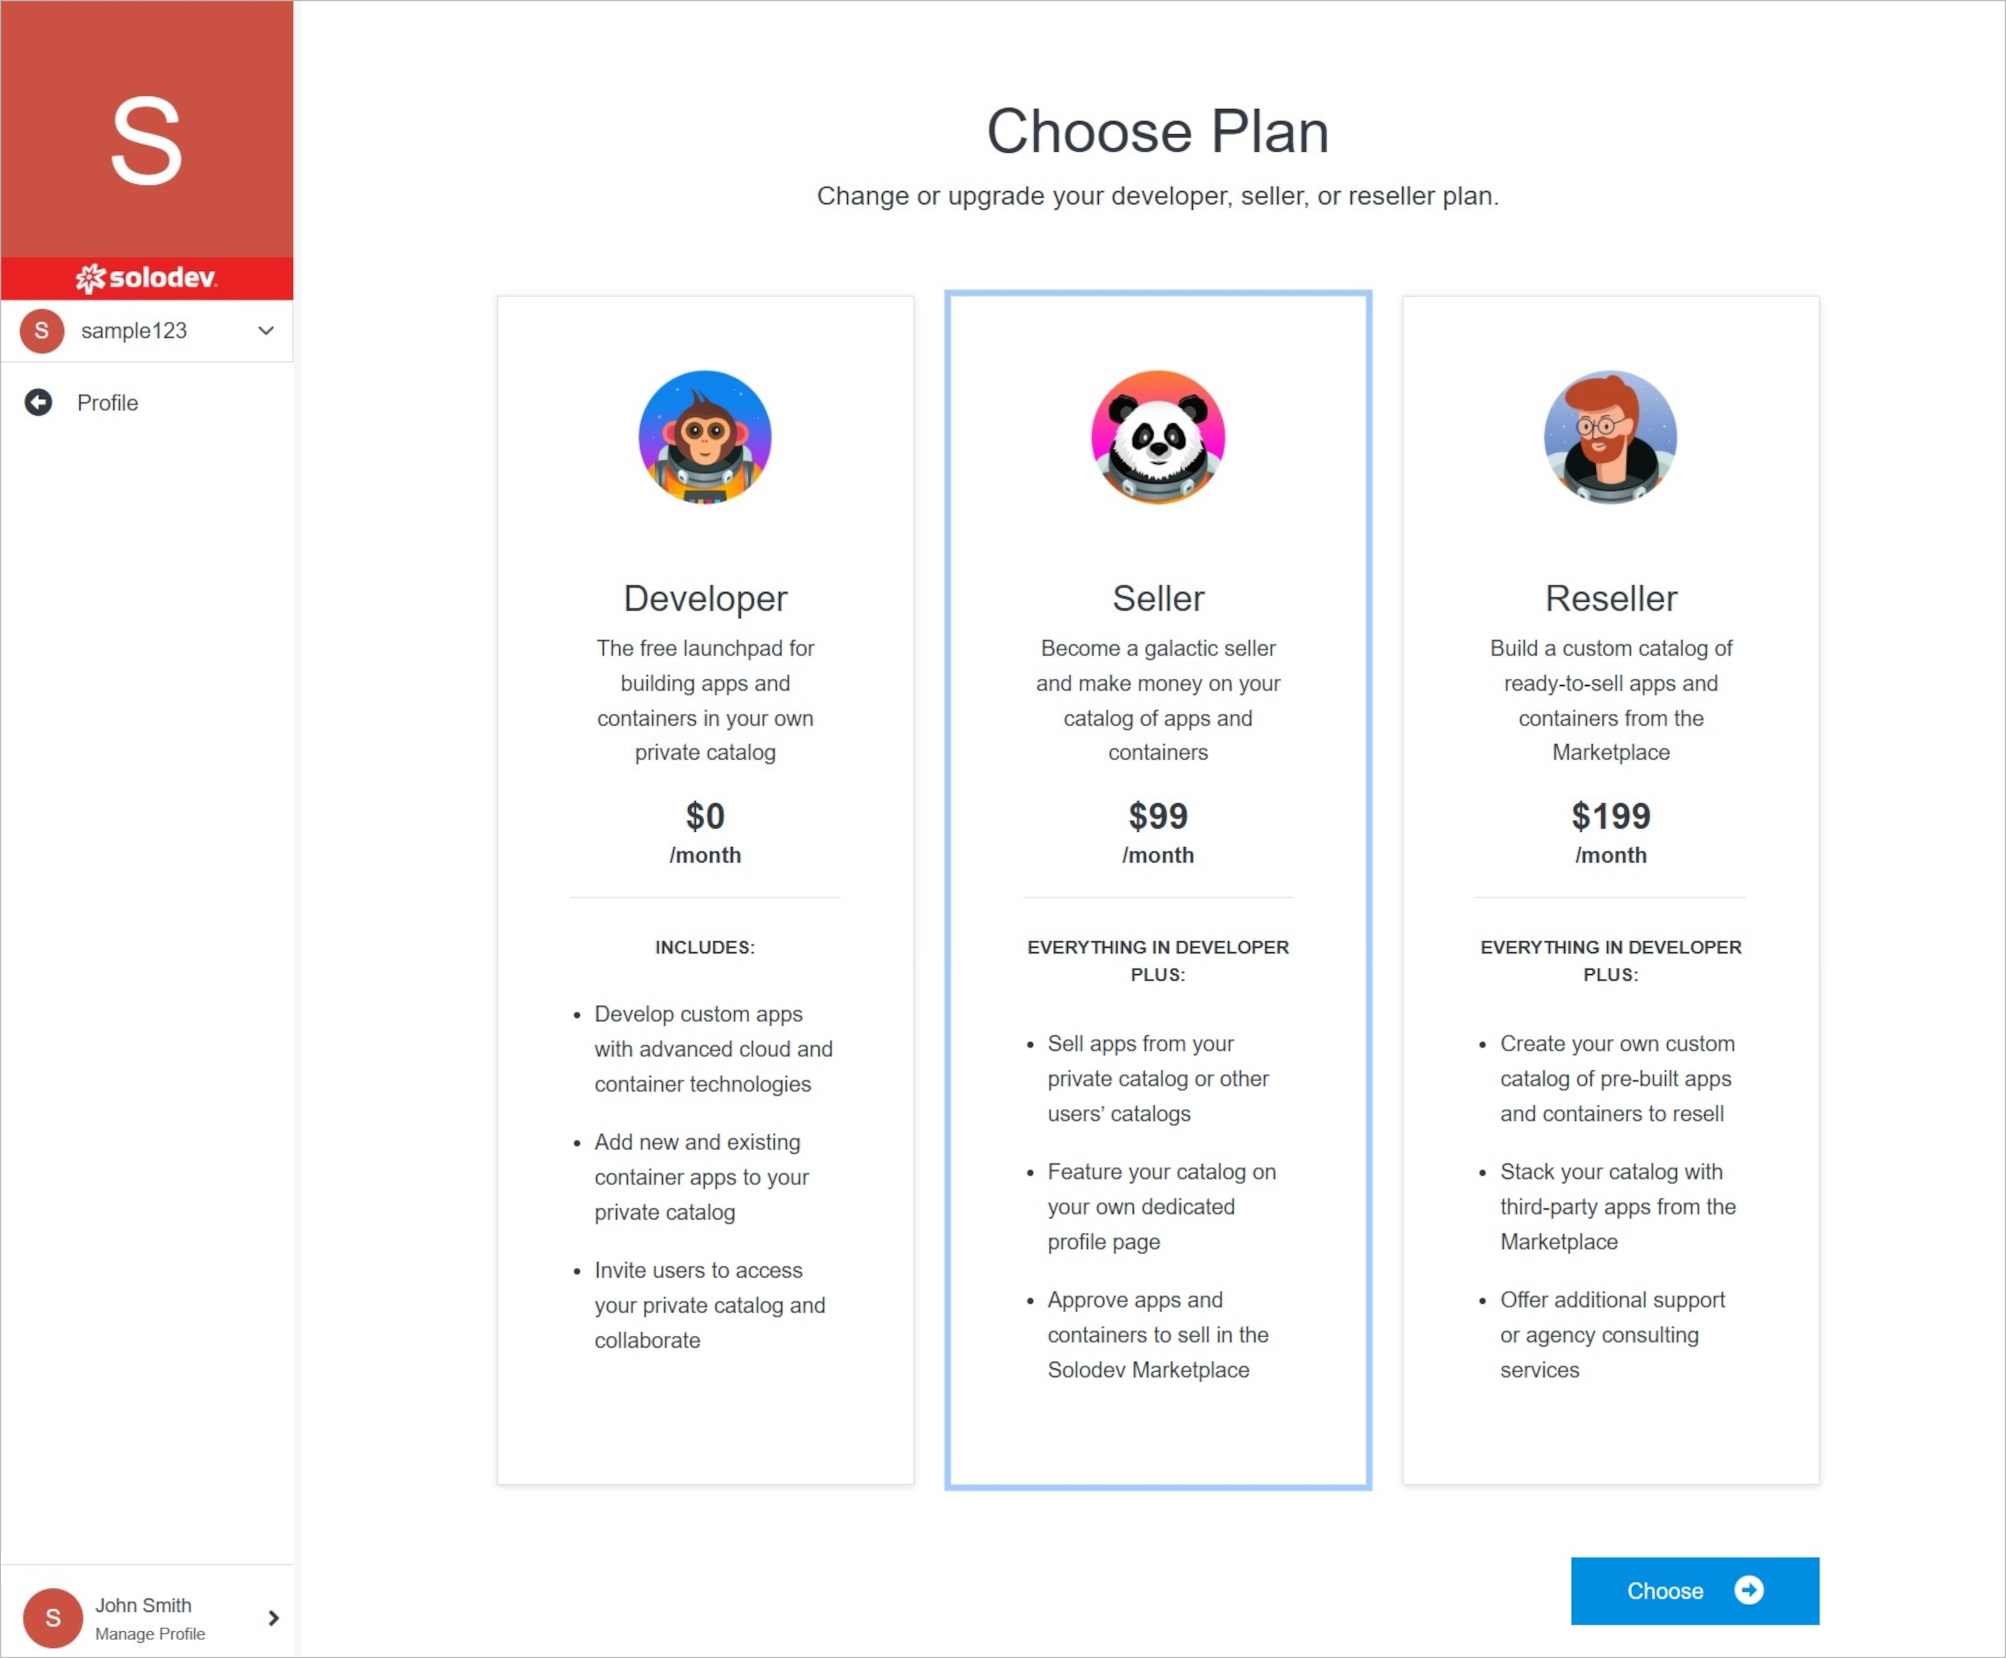 S
solodev
S sample123
Profile
Choose Plan
Change or upgrade your developer, seller, or reseller plan.
Developer
The free launchpad for
building apps and
containers in your own
private catalog
$0
/month
INCLUDES:
• Develop custom apps
with advanced cloud and
container technologies
• Add new and existing
container apps to your
private catalog
• Invite users to access
your private catalog and
collaborate
Seller
Become a galactic seller
and make money on your
catalog of apps and
containers
$99
/month
EVERYTHING IN DEVELOPER
PLUS:
• Sell apps from your
private catalog or other
users’ catalogs
• Feature your catalog on
your own dedicated
profile page
• Approve apps and
containers to sell in the
Solodev Marketplace
Reseller
Build a custom catalog of
ready-to-sell apps and
containers from the
Marketplace
$199
/month
EVERYTHING IN DEVELOPER
PLUS:
• Create your own custom
catalog of pre-built apps
and containers to resell
• Stack your catalog with
third-party apps from the
Marketplace
• Offer additional support
or agency consulting
services
Choose
S
John Smith
Manage Profile